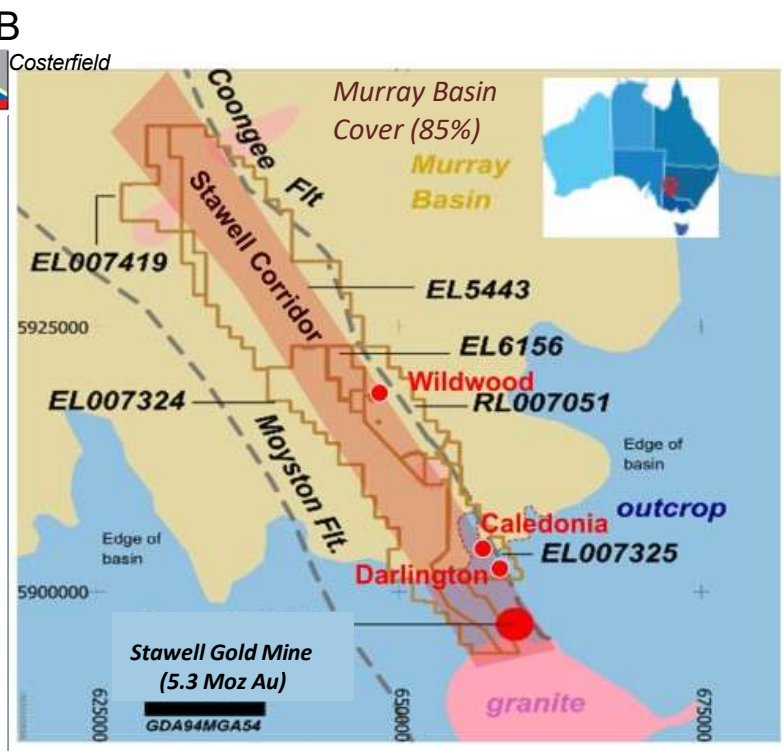 B
Costerfield
Coongee
Flt
Murray Basin
Cover (85%)
Murray
Basin
Stawell Corridor
EL007419
EL5443
5925000
EL6156
Wildwood
EL007324
RL007051
Moyston Flt.
Edge of
basin
outcrop
Caledonia
Edge of
basin
EL007325
Darlington
5900000
Stawell Gold Mine
(5.3 Moz Au)
granite
625000
650000
675000
GDA94MGA54